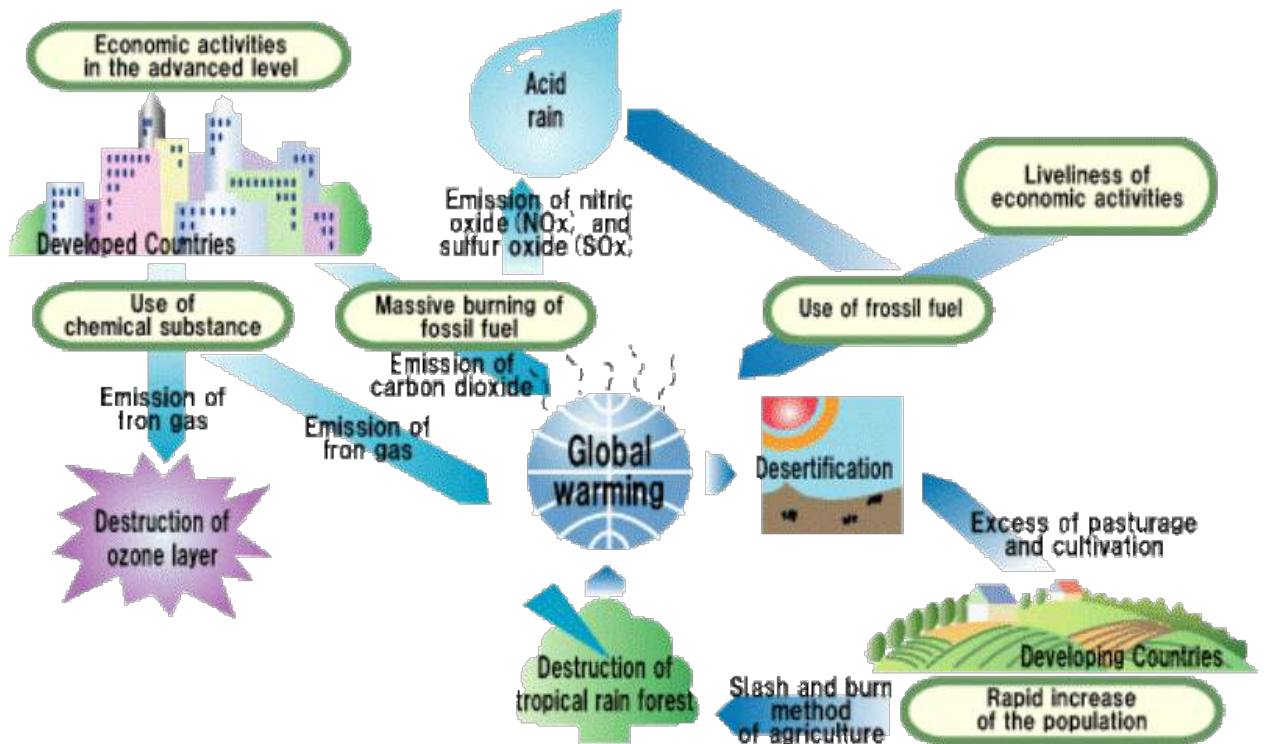 Economic activities
in the advanced level
Acid
rain
Liveliness of
economic activities
Emission of nitric
oxide (NOx, and
sulfur oxide (SOx,
Developed Countries
Use of
chemical substance
Massive burning of
fossil fuel
Use of frossil fuel
Emission of
carbon dioxide
Emission of
fron gas
Emission of
fron gas
Global
warming
Desertification
Destruction of
ozone layer
Excess of pasturage
and cultivation
Developing Countries
Destruction of
tropical rain forest
Slash and burn
method
of agriculture
Rapid increase
of the population